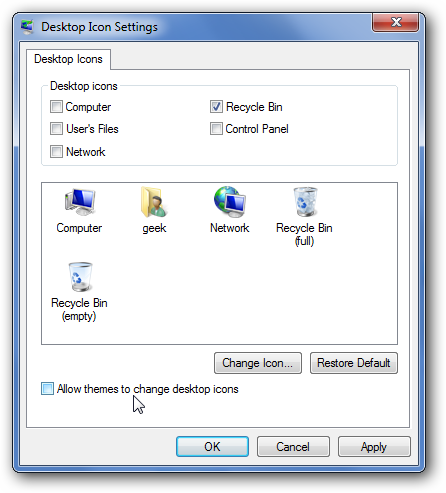 Desktop Icon Settings
Desktop Icons
Desktop icons
Computer
Recycle Bin
User's Files
Control Panel
Network
Computer
geek
Network
Recycle Bin
(full)
Recycle Bin
(empty)
Change Icon...
Restore Default
Allow themes to change desktop icons
OK
Cancel
Apply